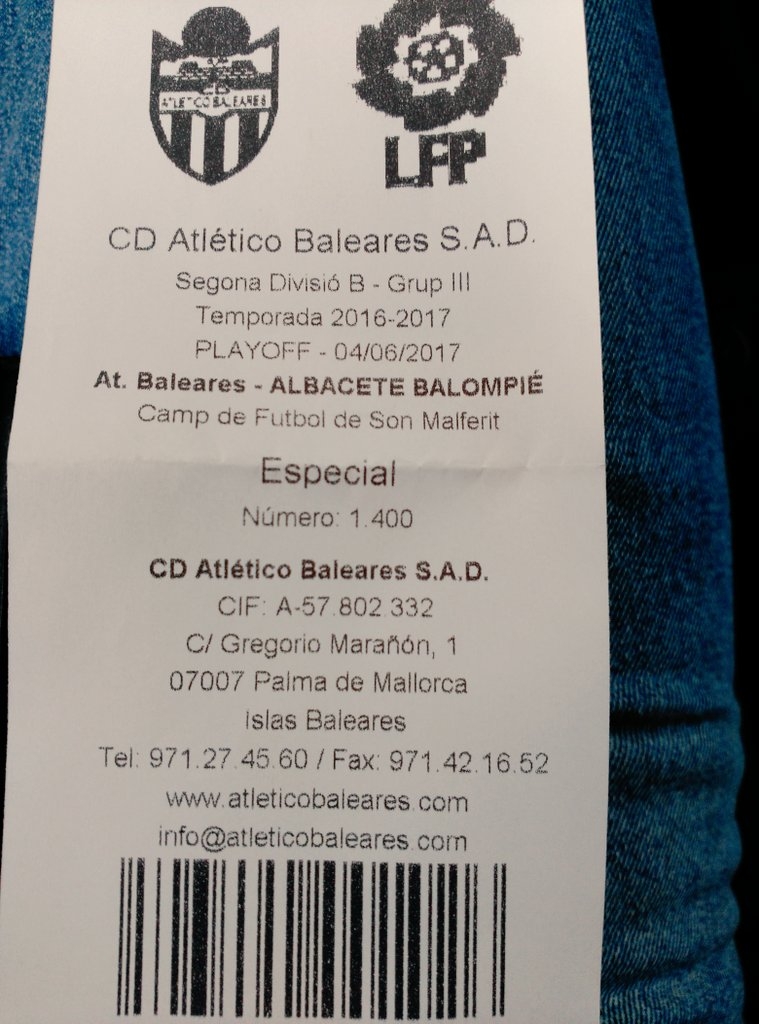 CD
ATLETICO BALEARES
LFP
CD Atlético Baleares S.A.D.
Segona Divisió B - Grup III
Temporada 2016-2017
PLAYOFF - 04/06/2017
At. Baleares - ALBACETE BALOMPIÉ
Camp de Futbol de Son Malferit
Especial
Número: 1.400
CD Atlético Baleares S.A.D.
CIF: A-57.802.332
C/ Gregorio Marañón, 1
07007 Palma de Mallorca
Islas Baleares
Tel: 971.27.45.60 / Fax: 971.42.16.52
www.atleticobaleares.com
info@atleticobaleares.com